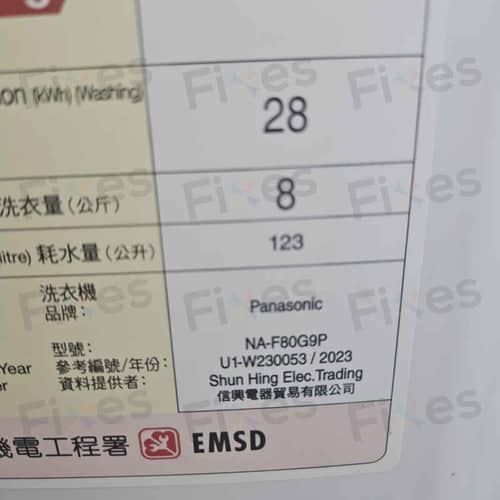 (kWh) (Washing)
28
洗衣量(公斤)
8
耗水量(公升)
123
洗衣機
品牌:
Panasonic
型號:
NA-F80G9P
Year 參考編號/年份:
U1-W230053 / 2023
資料提供者:
Shun Hing Elec.Trading
信興電器貿易有限公司
機電工程署 EMSD
Fixes